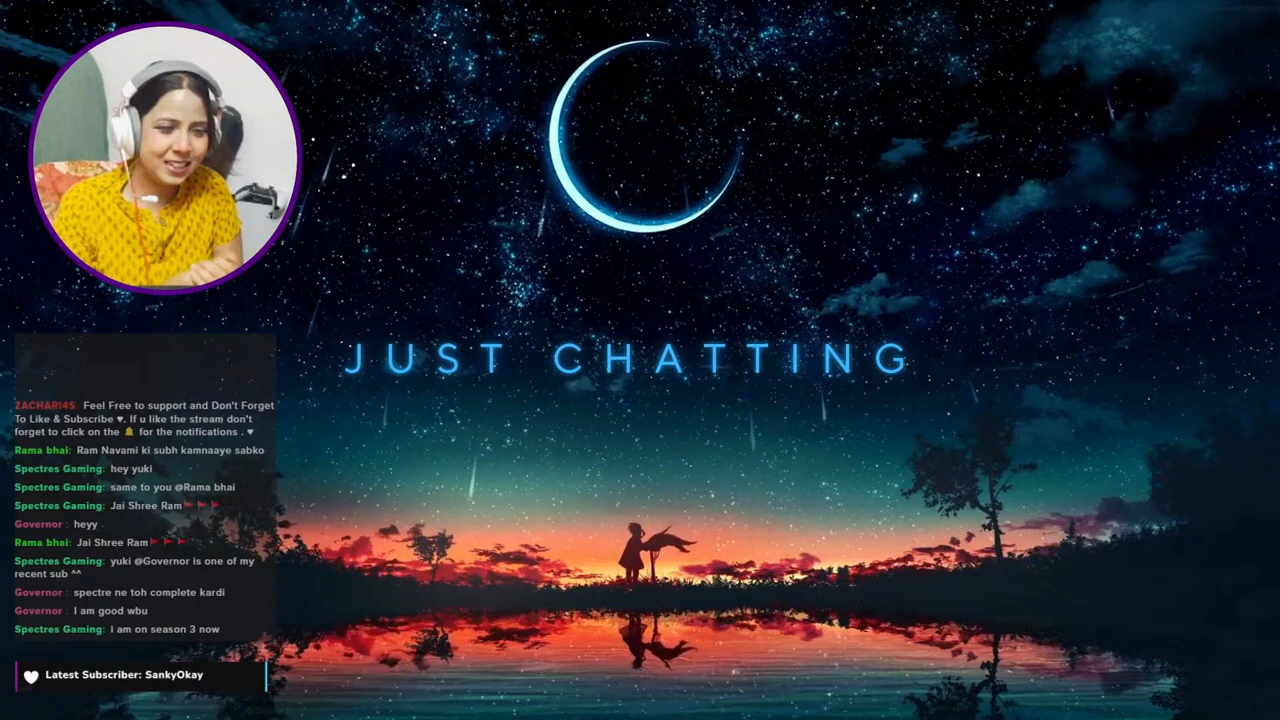 JUST CHATTING
ZACHARI4S Feel Free to support and Don't Forget
To Like & Subscribe ♥, If u like the stream don't
forget to click on the 🔔 for the notifications . ♥
Rama bhai: Ram Navami ki subh kamnaaye sabko
Spectres Gaming: hey yuki
Spectres Gaming: same to you @Rama bhai
Spectres Gaming: Jai Shree Ram🚩🚩🚩
Governor : heyy
Rama bhai: Jai Shree Ram🚩🚩🚩
Spectres Gaming: yuki @Governor is one of my
recent sub ^^
Governor : spectre ne toh complete kardi
Governor : I am good wbu
Spectres Gaming: i am on season 3 now
Latest Subscriber: SankyOkay